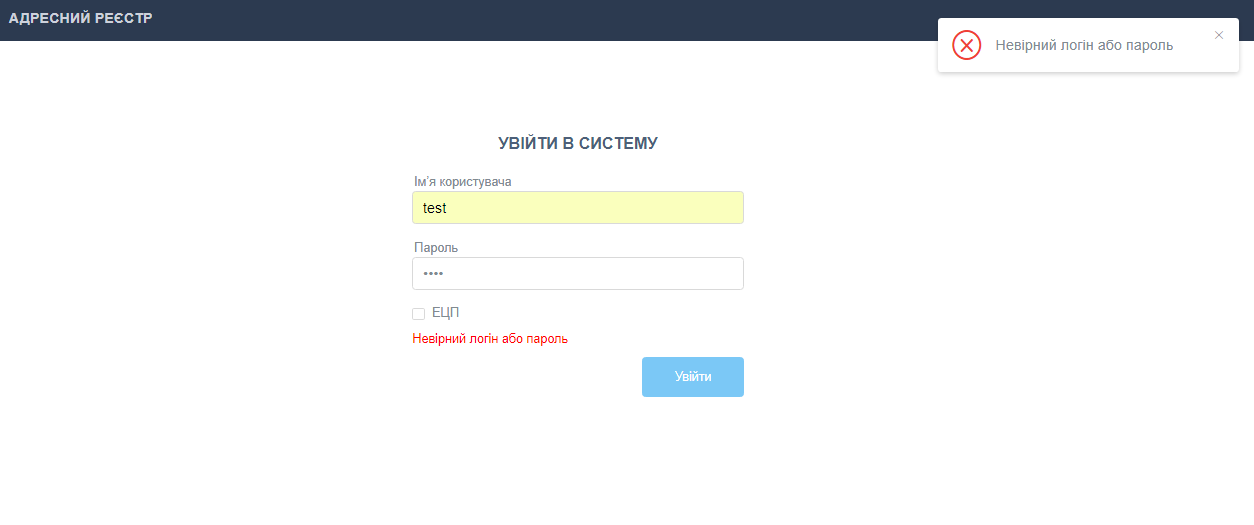 АДРЕСНИЙ РЕЄСТР
Невірний логін або пароль
УВІЙТИ В СИСТЕМУ
Ім'я користувача
test
Пароль
••••
ЕЦП
Невірний логін або пароль
Увійти